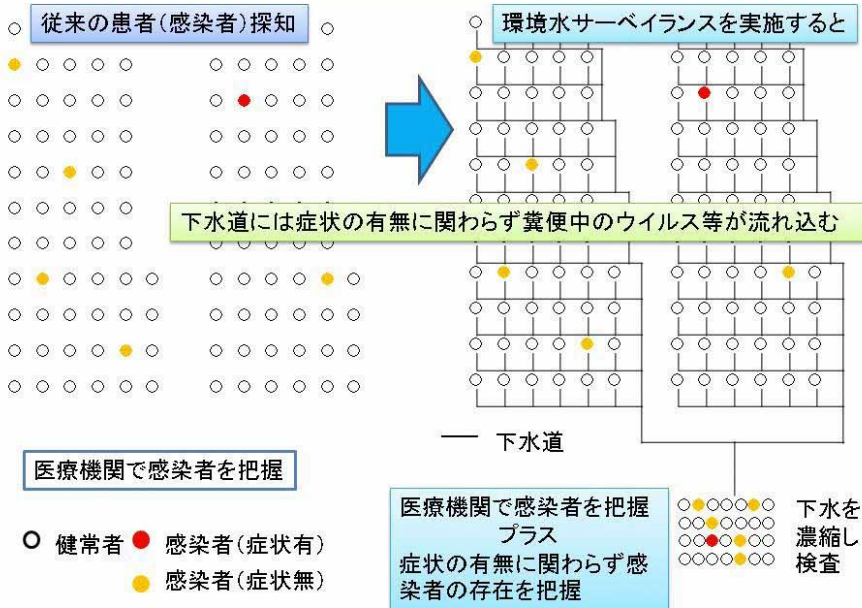 従来の患者(感染者)探知
環境水サーベイランスを実施すると
下水道には症状の有無に関わらず糞便中のウイルス等が流れ込む
下水道
医療機関で感染者を把握
健常者
感染者(症状有)
感染者(症状無)
医療機関で感染者を把握
プラス
症状の有無に関わらず感
染者の存在を把握
下水を
濃縮し
検査